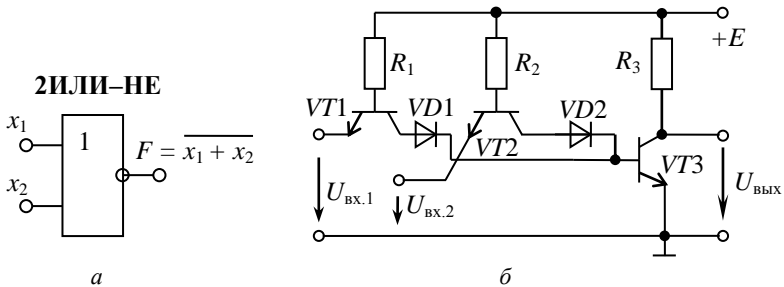 2ИЛИ–НЕ
x₁
x₂
1
F = \overline{x₁ + x₂}
а
+E
R₁
R₂
R₃
VT1
VD1
VT2
VD2
VT3
Uвх.1
Uвх.2
Uвых
б